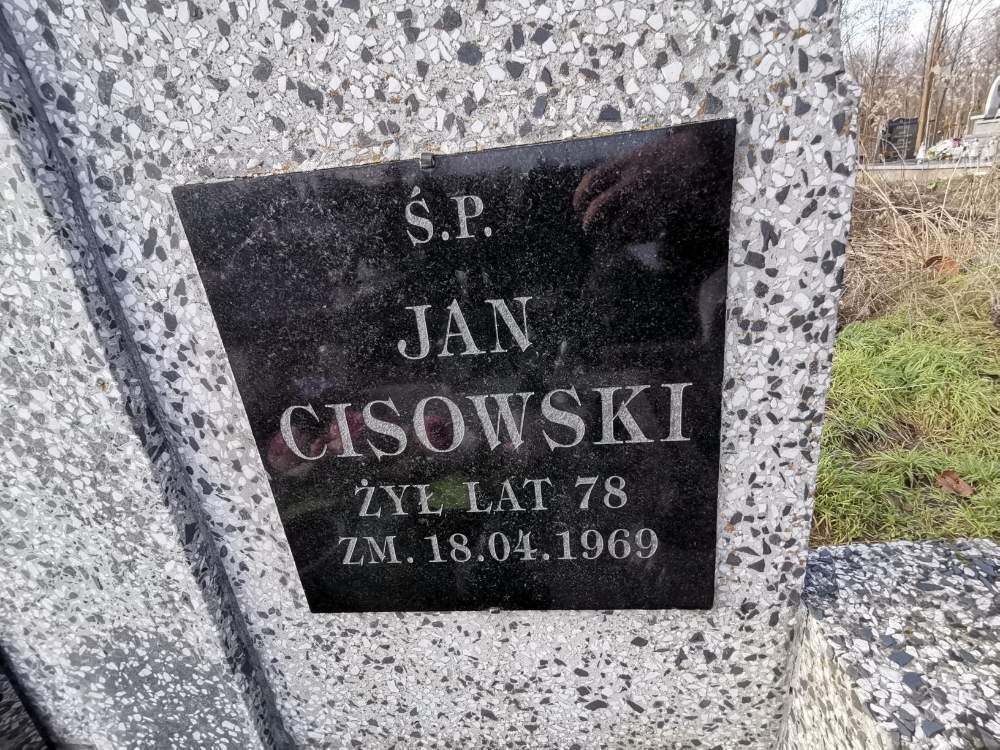 Ś.P.
JAN
CISOWSKI
ŻYŁ LAT 78
ZM. 18.04.1969